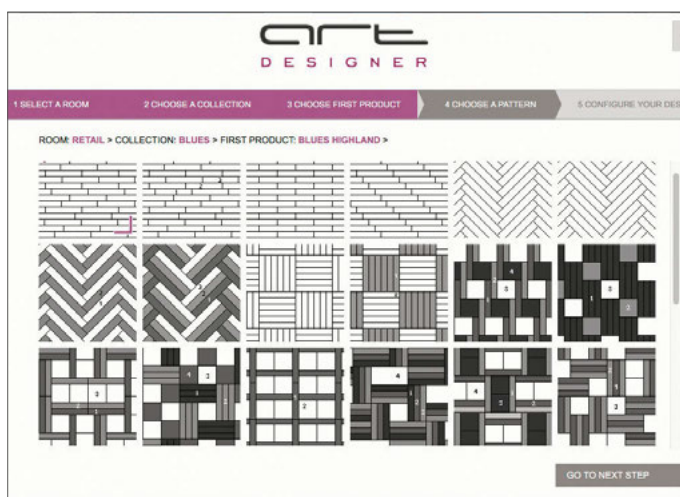 art
DESIGNER
1 SELECT A ROOM 2 CHOOSE A COLLECTION 3 CHOOSE FIRST PRODUCT 4 CHOOSE A PATTERN 5 CONFIGURE YOUR DES
ROOM: RETAIL > COLLECTION: BLUES > FIRST PRODUCT: BLUES HIGHLAND >
GO TO NEXT STEP